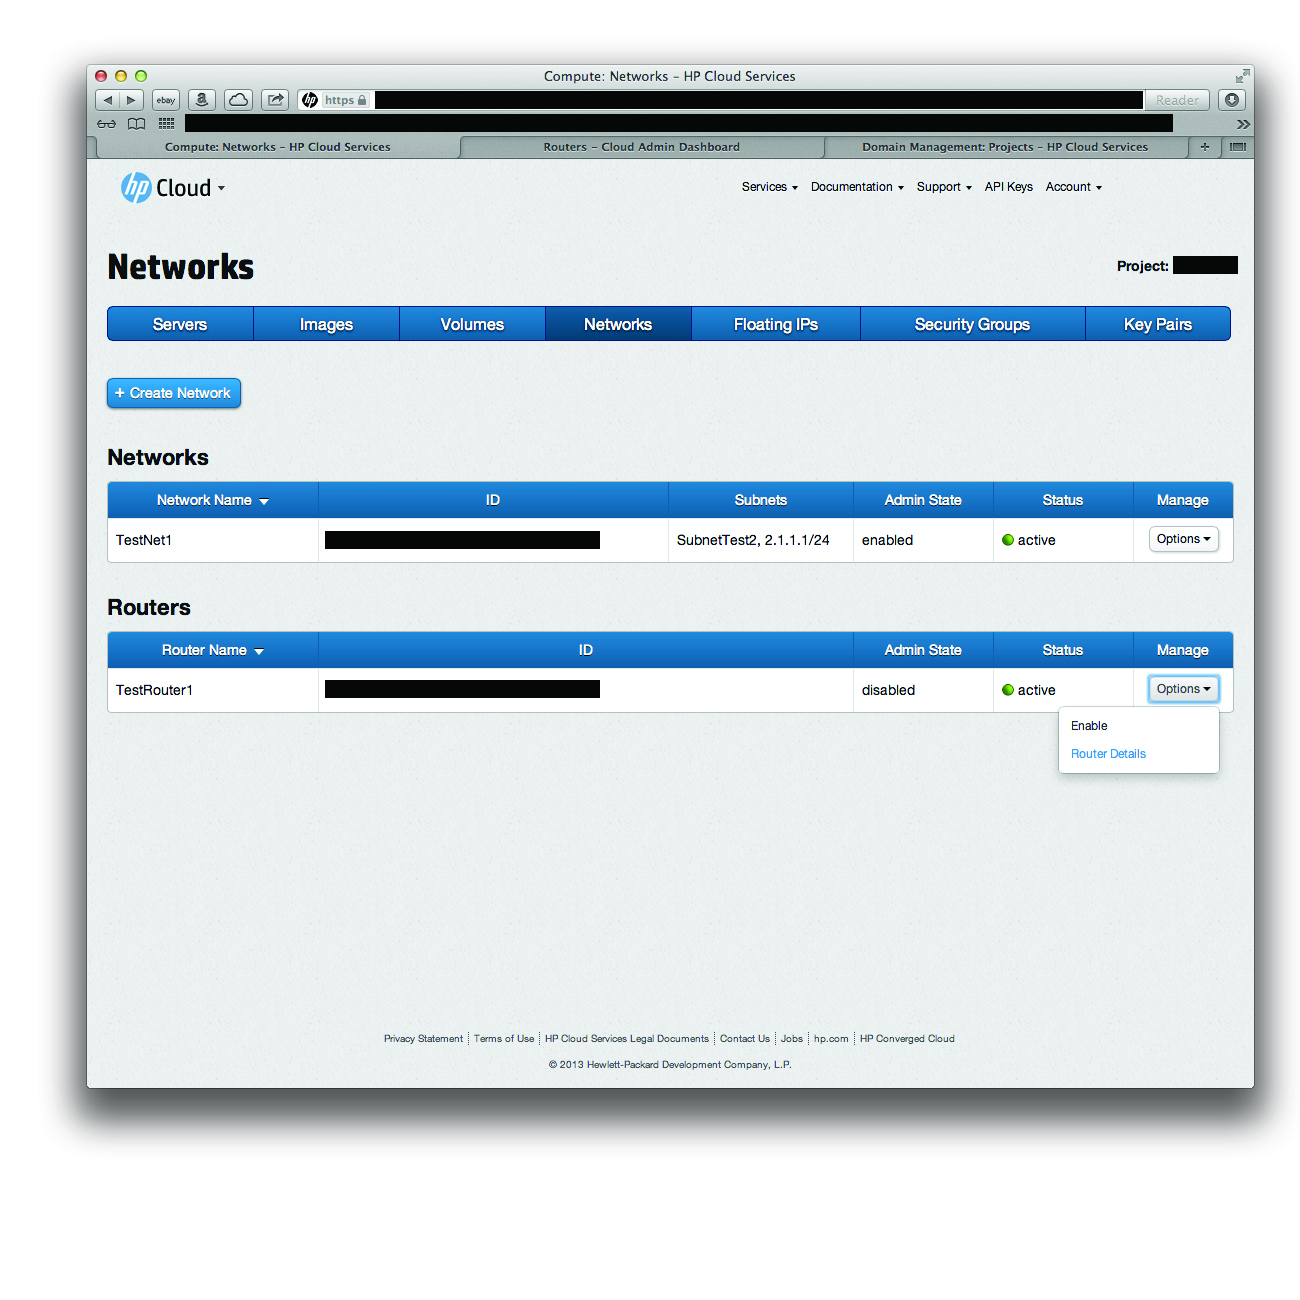 Compute: Networks – HP Cloud Services
ebay a hp https Reader
Compute: Networks – HP Cloud Services Routers – Cloud Admin Dashboard Domain Management: Projects – HP Cloud Services +
hp Cloud Services Documentation Support API Keys Account
Networks Project:
Servers Images Volumes Networks Floating IPs Security Groups Key Pairs
+ Create Network
Networks
Network Name ID Subnets Admin State Status Manage
TestNet1 SubnetTest2, 2.1.1.1/24 enabled active Options
Routers
Router Name ID Admin State Status Manage
TestRouter1 disabled active Options
Enable
Router Details
Privacy Statement Terms of Use HP Cloud Services Legal Documents Contact Us Jobs hp.com HP Converged Cloud
© 2013 Hewlett-Packard Development Company, L.P.